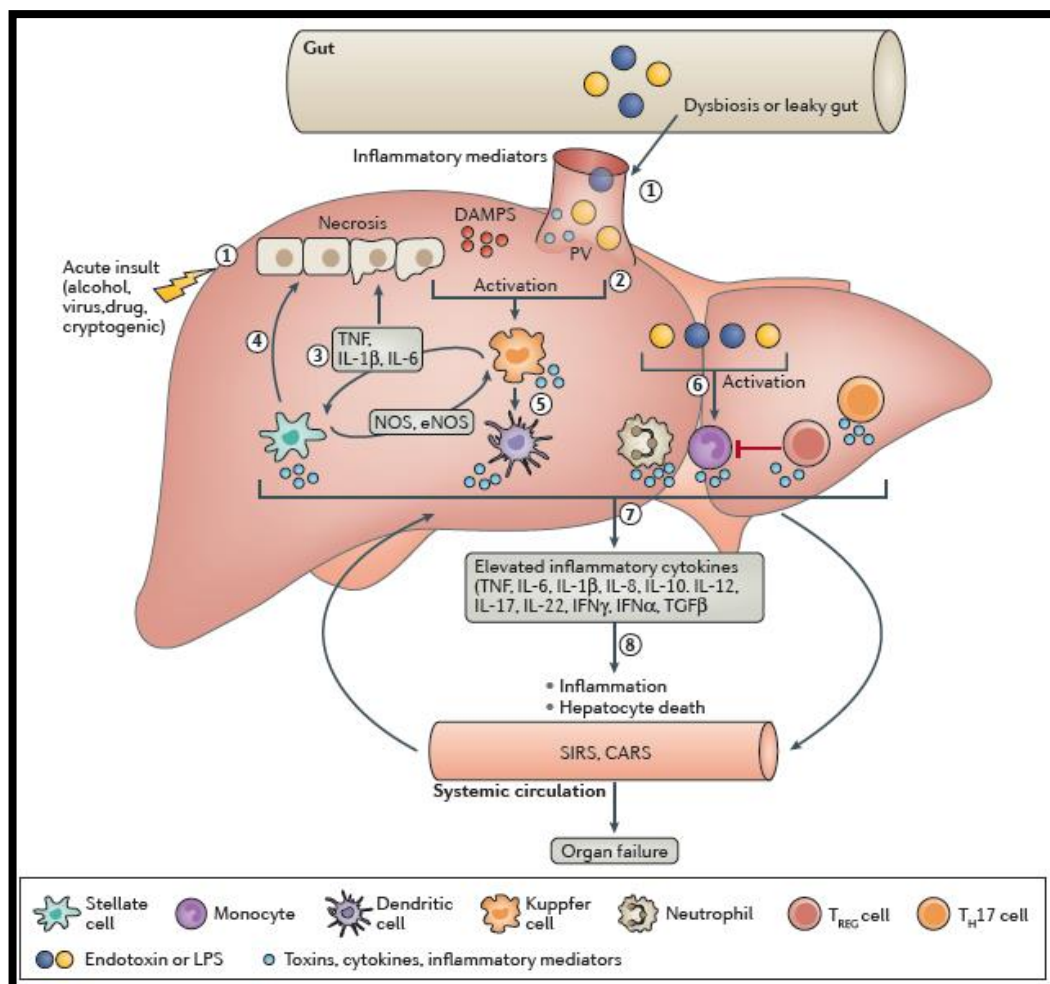 Gut
Dysbiosis or leaky gut
Inflammatory mediators
①
DAMPS
Necrosis
PV
①
Acute insult
(alcohol,
virus,drug,
cryptogenic)
Activation
②
④
③
TNF,
IL-1β, IL-6
⑥
Activation
⑤
NOS, eNOS
⑦
Elevated inflammatory cytokines
(TNF, IL-6, IL-1β, IL-8, IL-10. IL-12,
IL-17, IL-22, IFNγ, IFNα, TGFβ
⑧
• Inflammation
• Hepatocyte death
SIRS, CARS
Systemic circulation
Organ failure
Stellate
cell
Monocyte
Dendritic
cell
Kuppfer
cell
Neutrophil
TREG cell
TH17 cell
Endotoxin or LPS
Toxins, cytokines, inflammatory mediators